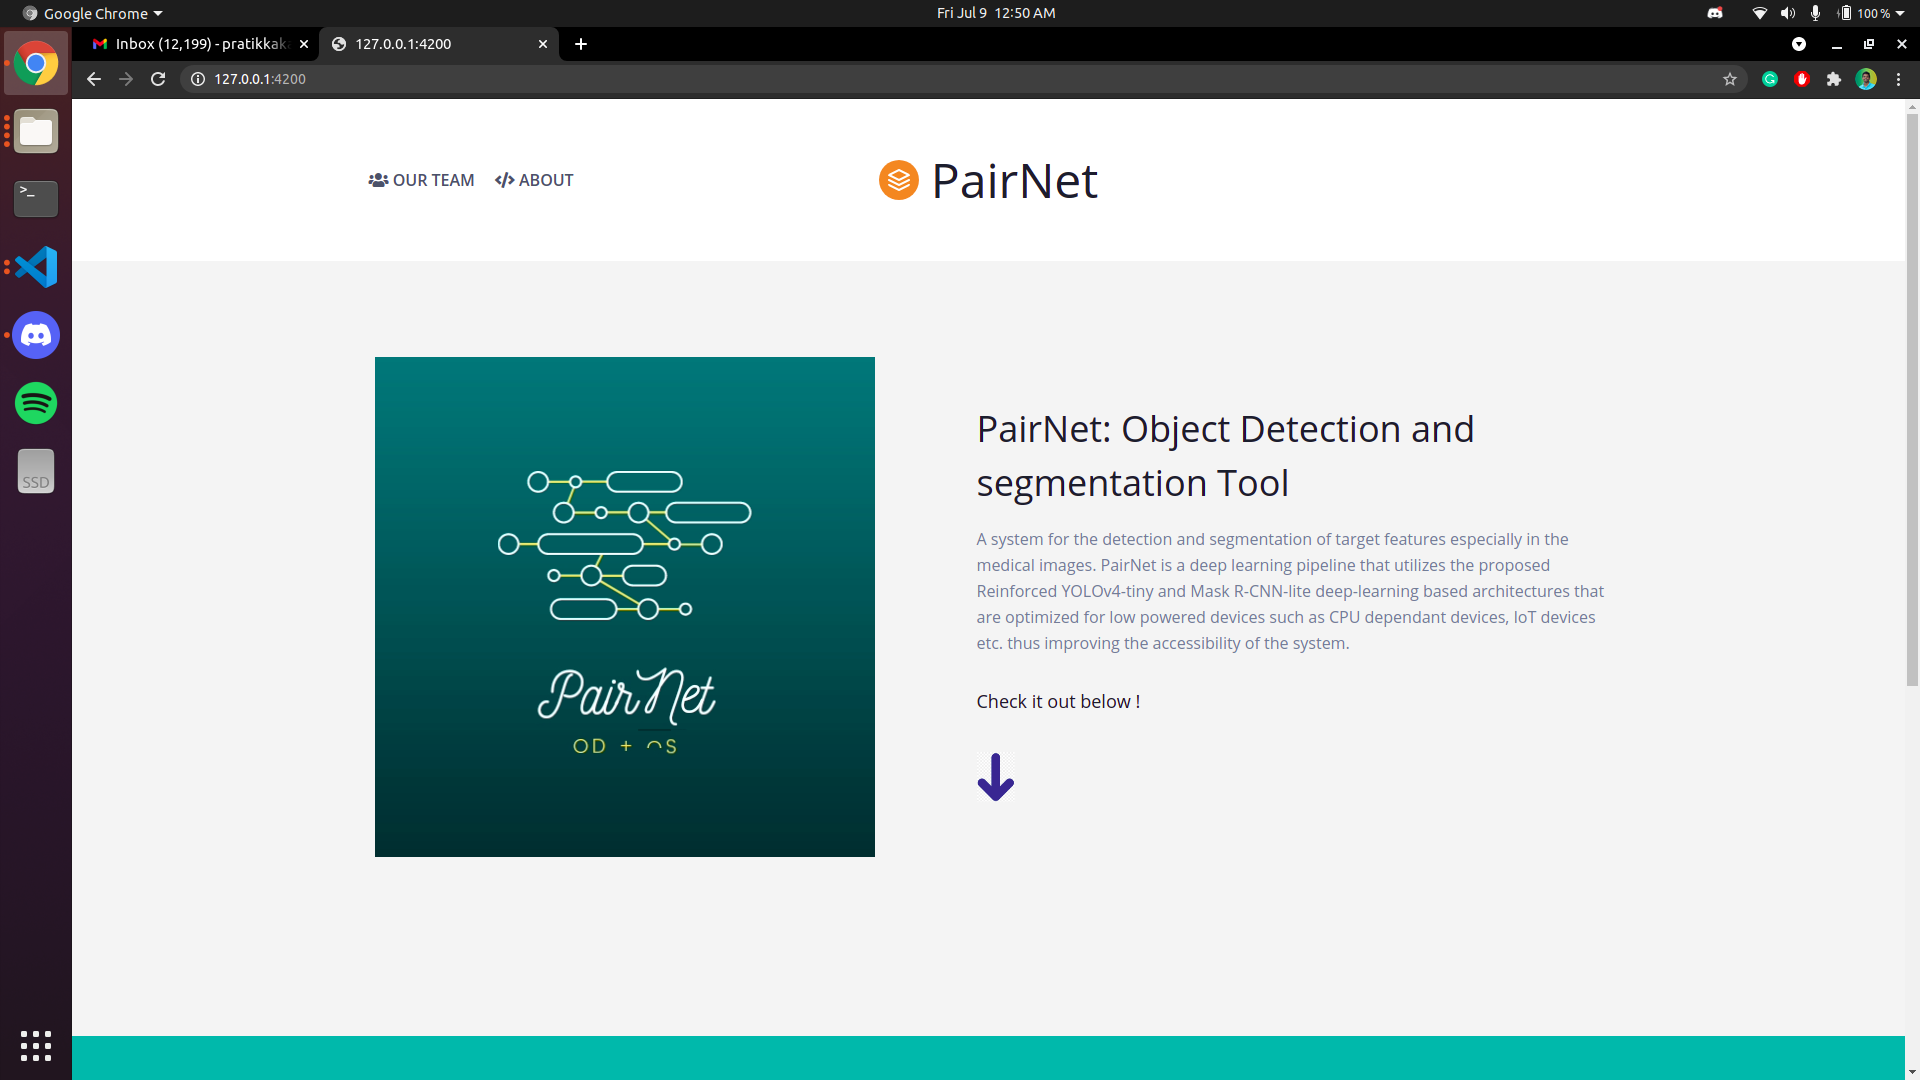 Google Chrome
Fri Jul 9 12:50 AM
100 %
Inbox (12,199) - pratikkak
127.0.0.1:4200
127.0.0.1:4200
OUR TEAM
ABOUT
PairNet
>_
SSD
PairNet
OD +
PairNet: Object Detection and
segmentation Tool
A system for the detection and segmentation of target features especially in the
medical images. PairNet is a deep learning pipeline that utilizes the proposed
Reinforced YOLOv4-tiny and Mask R-CNN-lite deep-learning based architectures that
are optimized for low powered devices such as CPU dependant devices, IoT devices
etc. thus improving the accessibility of the system.
Check it out below !